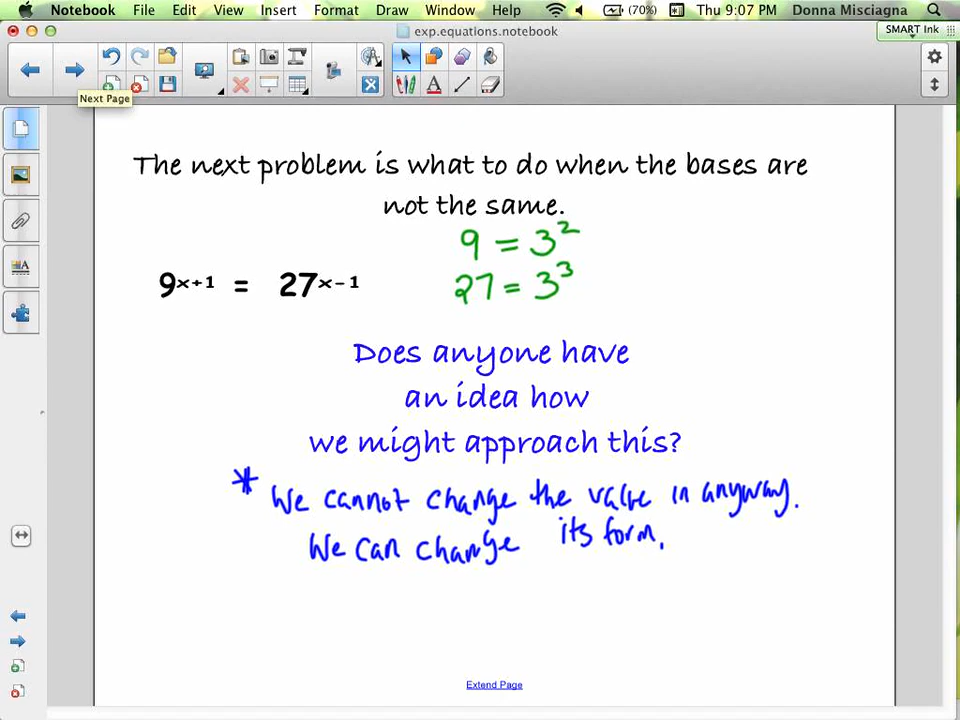 Notebook File Edit View Insert Format Draw Window Help (70%) Thu 9:07 PM Donna Misciagna
exp.equations.notebook
SMART Ink
Next Page
The next problem is what to do when the bases are
not the same.
9 = 3²
27 = 3³
9ˣ⁺¹ = 27ˣ⁻¹
Does anyone have
an idea how
we might approach this?
* We cannot change the value in anyway.
We can change its form.
Extend Page